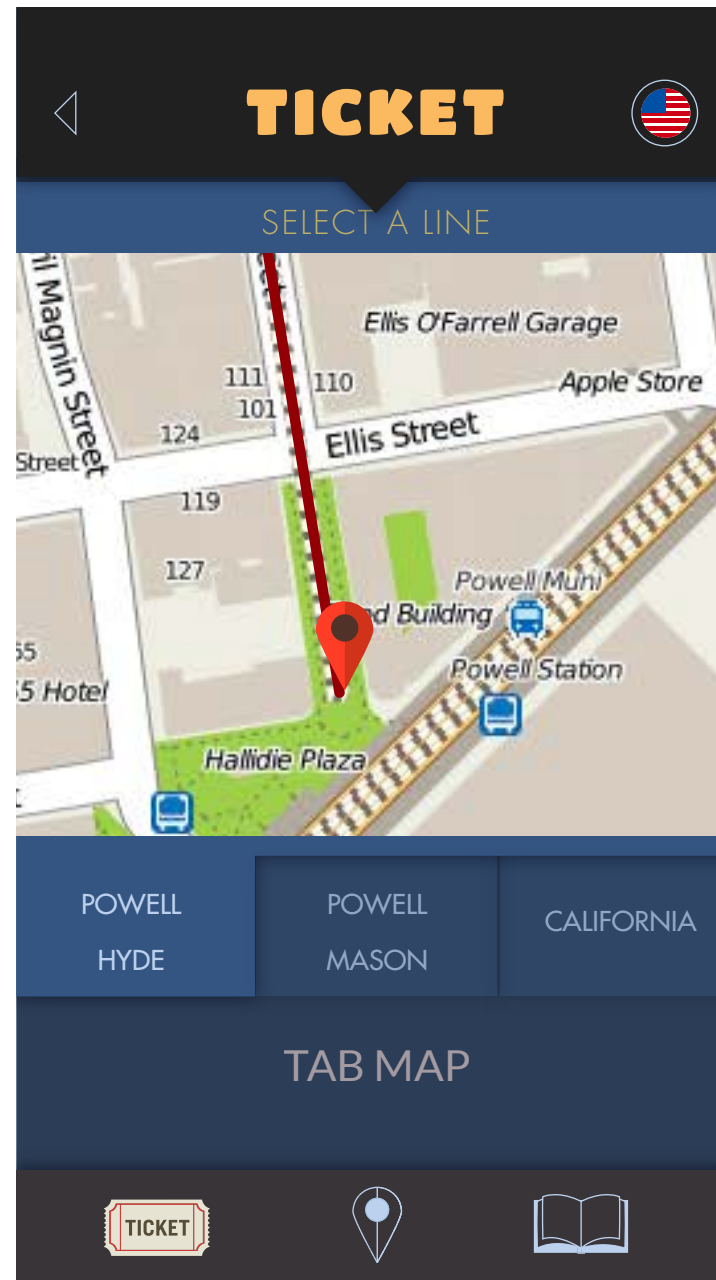 TICKET
SELECT A LINE
Magnin Street
Ellis O'Farrell Garage
Apple Store
111
110
101
124
Ellis Street
Street
119
127
Powell Muni
Building
Powell Station
5 Hotel
Hallidie Plaza
POWELL
HYDE
POWELL
MASON
CALIFORNIA
TAB MAP
TICKET